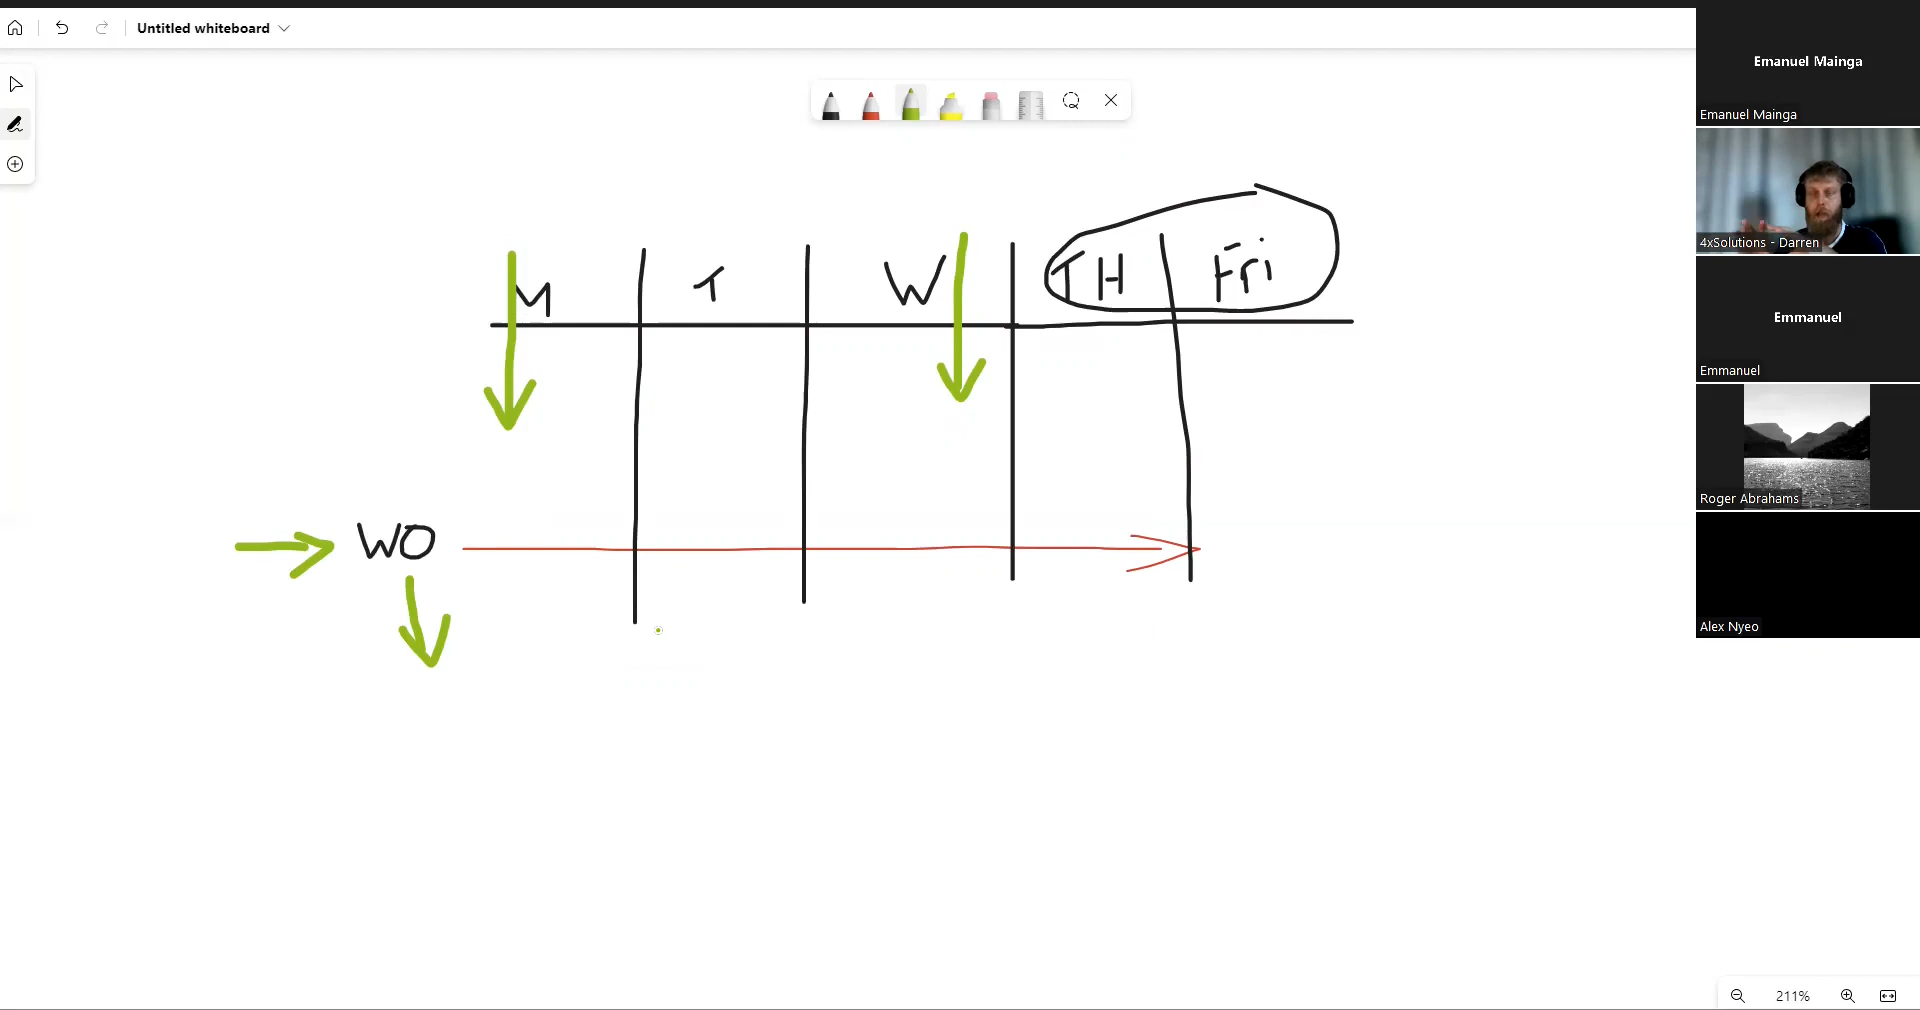 Untitled whiteboard
M T W TH Fri
WO
Emanuel Mainga
Emanuel Mainga
4xSolutions - Darren
Emmanuel
Emmanuel
Roger Abrahams
Alex Nyeo
211%